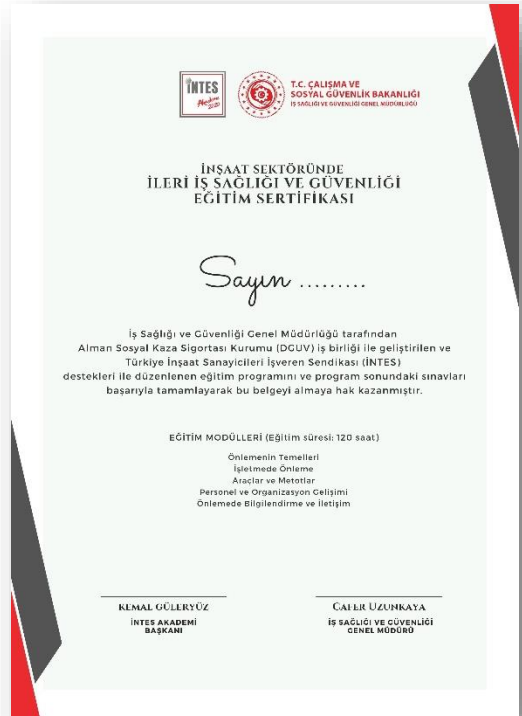 İNTES
Akademi
2020
T.C. ÇALIŞMA VE
SOSYAL GÜVENLİK BAKANLIĞI
İŞ SAĞLIĞI VE GÜVENLİĞİ GENEL MÜDÜRLÜĞÜ
İNŞAAT SEKTÖRÜNDE
İLERİ İŞ SAĞLIĞI VE GÜVENLİĞİ
EĞİTİM SERTİFİKASI
Sayın .........
İş Sağlığı ve Güvenliği Genel Müdürlüğü tarafından
Alman Sosyal Kaza Sigortası Kurumu (DGUV) iş birliği ile geliştirilen ve
Türkiye İnşaat Sanayicileri İşveren Sendikası (İNTES)
destekleri ile düzenlenen eğitim programını ve program sonundaki sınavları
başarıyla tamamlayarak bu belgeyi almaya hak kazanmıştır.
EĞİTİM MODÜLLERİ (Eğitim süresi: 120 saat)
Önlemenin Temelleri
İşletmede Önleme
Araçlar ve Metotlar
Personel ve Organizasyon Gelişimi
Önlemede Bilgilendirme ve İletişim
KEMAL GÜLERYÜZ
İNTES AKADEMİ
BAŞKANI
CAFER UZUNKAYA
İŞ SAĞLIĞI VE GÜVENLİĞİ
GENEL MÜDÜRÜ